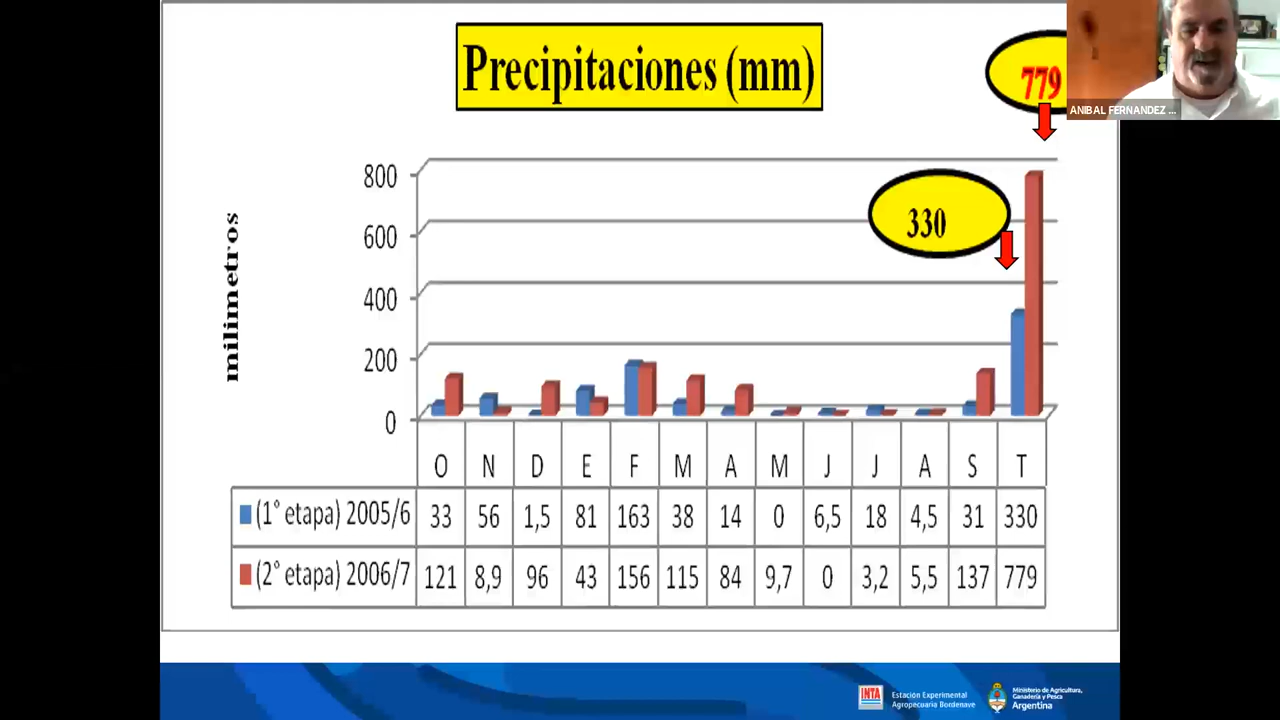 Precipitaciones (mm)
779
ANIBAL FERNANDEZ ...
800
330
600
400
200
0
milimetros
O N D E F M A M J J A S T
(1° etapa) 2005/6 33 56 1,5 81 163 38 14 0 6,5 18 4,5 31 330
(2° etapa) 2006/7 121 8,9 96 43 156 115 84 9,7 0 3,2 5,5 137 779
INTA
Estación Experimental
Agropecuaria Bordenave
Ministerio de Agricultura,
Ganadería y Pesca
Argentina